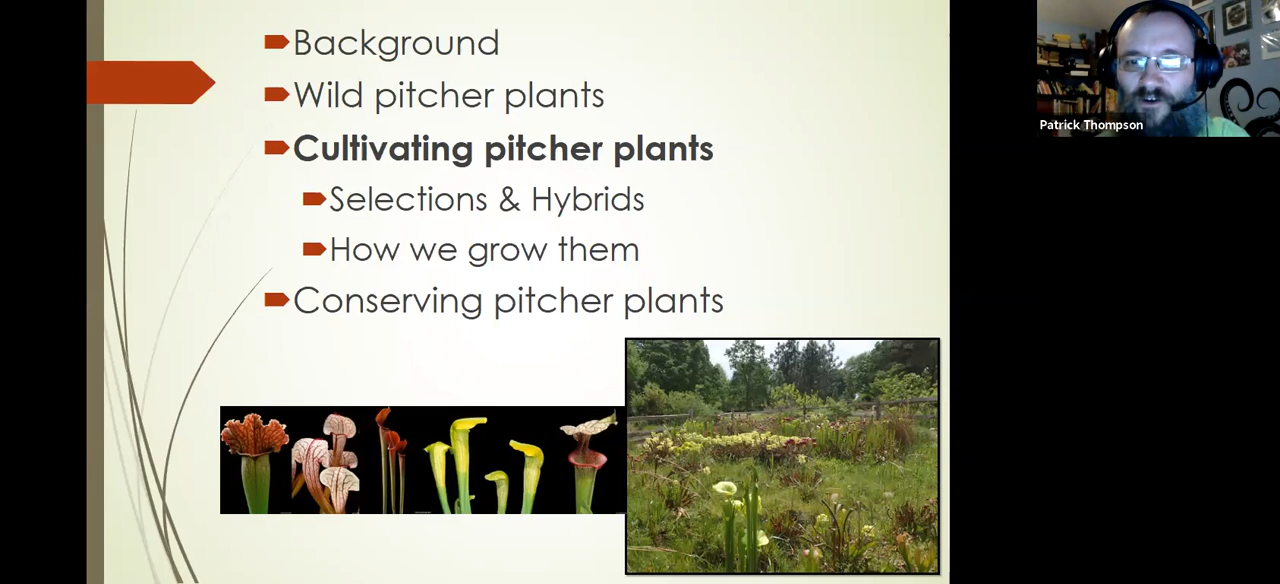 Background
Wild pitcher plants
Cultivating pitcher plants
Selections & Hybrids
How we grow them
Conserving pitcher plants
Patrick Thompson